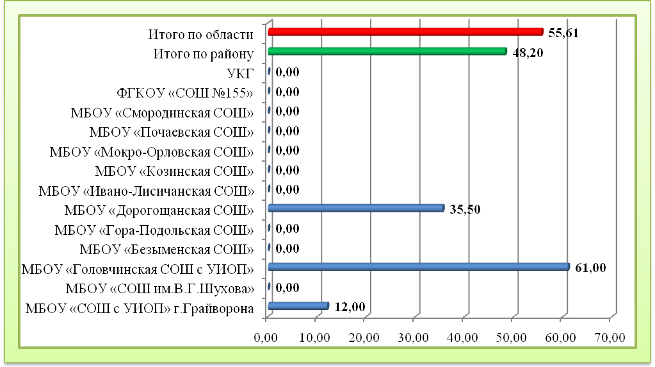 Итого по области 55,61
Итого по району 48,20
УКГ 0,00
ФГКОУ «СОШ №155» 0,00
МБОУ «Смородинская СОШ» 0,00
МБОУ «Почаевская СОШ» 0,00
МБОУ «Мокро-Орловская СОШ» 0,00
МБОУ «Козинская СОШ» 0,00
МБОУ «Ивано-Лисичанская СОШ» 0,00
МБОУ «Дорогощанская СОШ» 35,50
МБОУ «Гора-Подольская СОШ» 0,00
МБОУ «Безыменская СОШ» 0,00
МБОУ «Головчинская СОШ с УИОП» 61,00
МБОУ «СОШ им.В.Г.Шухова» 0,00
МБОУ «СОШ с УИОП» г.Грайворона 12,00
0,00 10,00 20,00 30,00 40,00 50,00 60,00 70,00